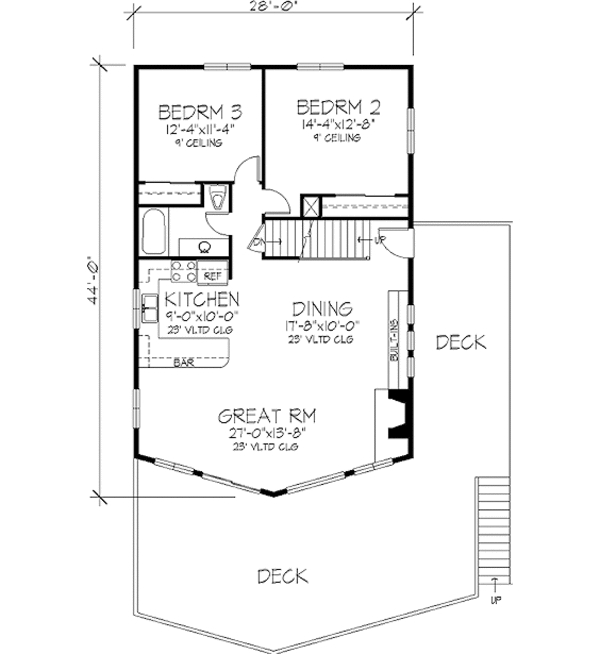 28'-0"
BEDRM 3
12'-4"x11'-4"
9' CEILING
BEDRM 2
14'-4"x12'-8"
9' CEILING
DN
UP
44'-0"
REF
KITCHEN
9'-0"x10'-0"
23' VLTD CLG
BAR
DINING
17'-8"x10'-0"
23' VLTD CLG
BUILT-INS
DECK
GREAT RM
27'-0"x13'-8"
23' VLTD CLG
DECK
UP